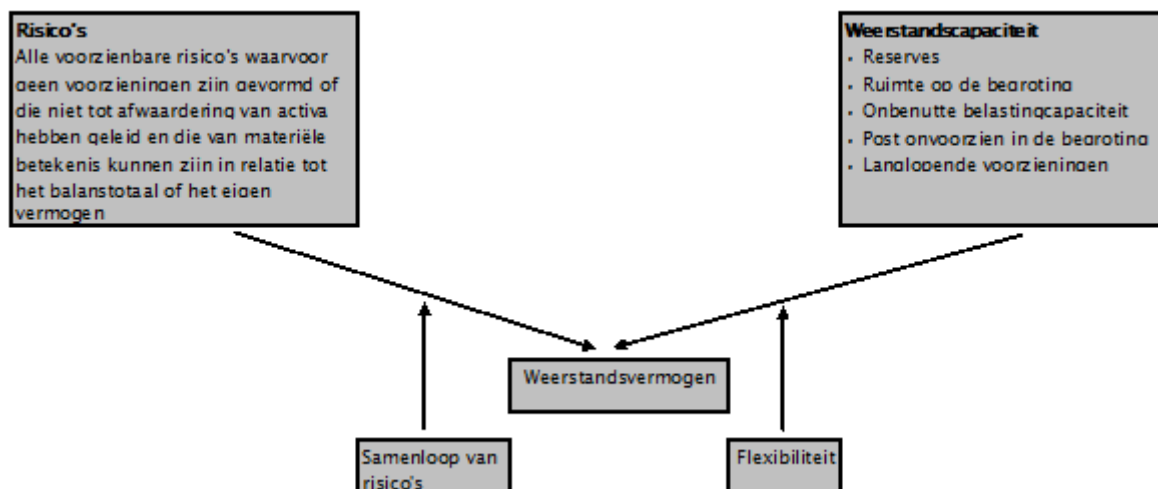 Risico's
Alle voorzienbare risico's waarvoor
geen voorzieningen zijn gevormd of
die niet tot afwaardering van activa
hebben geleid en die van materiële
betekenis kunnen zijn in relatie tot
het balanstotaal of het eigen
vermogen
Weerstandscapaciteit
• Reserves
• Ruimte op de begroting
• Onbenutte belastingcapaciteit
• Post onvoorzien in de begroting
• Langlopende voorzieningen
Weerstandsvermogen
Samenloop van
risico's
Flexibiliteit